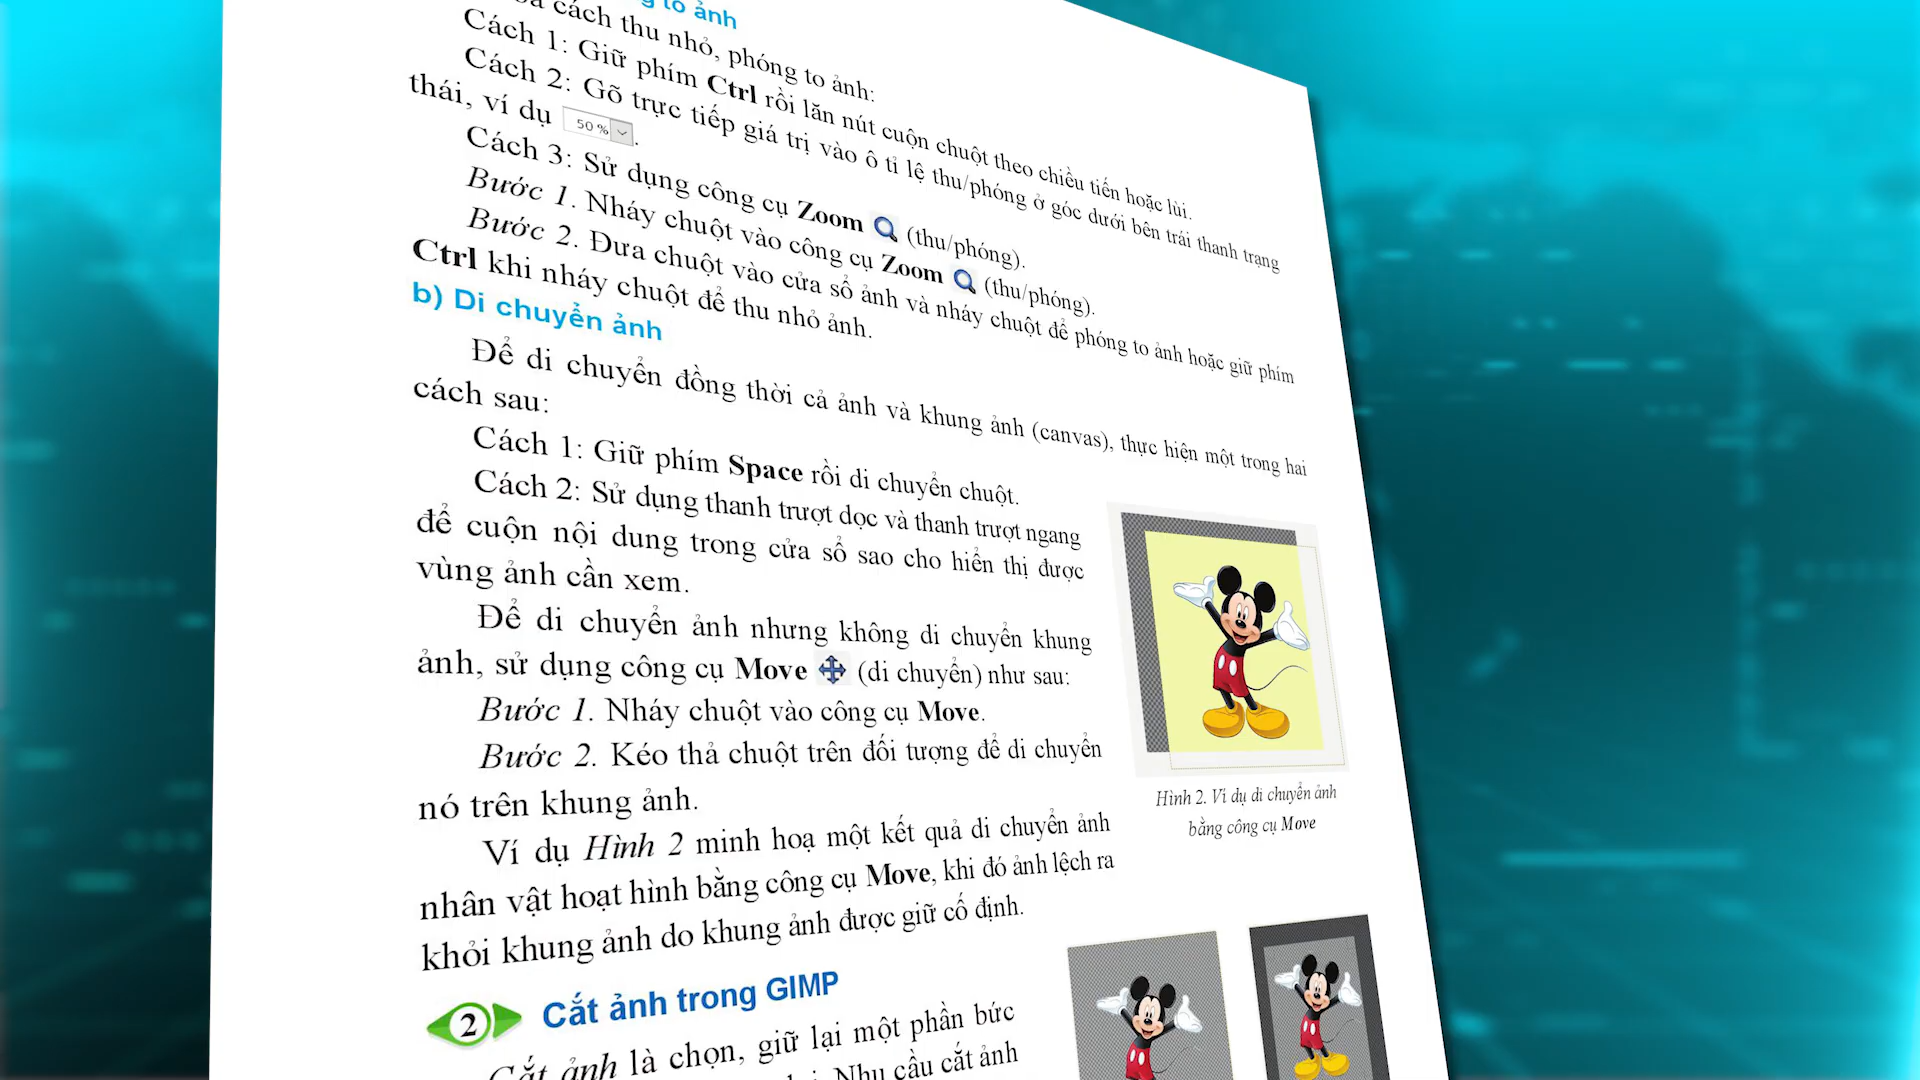 to ảnh
cách thu nhỏ, phóng to ảnh:
Cách 1: Giữ phím Ctrl rồi lăn nút cuộn chuột theo chiều tiến hoặc lùi.
Cách 2: Gõ trực tiếp giá trị vào ô tỉ lệ thu/phóng ở góc dưới bên trái thanh trạng
thái, ví dụ 50 % .
Cách 3: Sử dụng công cụ Zoom (thu/phóng).
Bước 1. Nháy chuột vào công cụ Zoom (thu/phóng).
Bước 2. Đưa chuột vào cửa sổ ảnh và nháy chuột để phóng to ảnh hoặc giữ phím
Ctrl khi nháy chuột để thu nhỏ ảnh.
b) Di chuyển ảnh
Để di chuyển đồng thời cả ảnh và khung ảnh (canvas), thực hiện một trong hai
cách sau:
Cách 1: Giữ phím Space rồi di chuyển chuột.
Cách 2: Sử dụng thanh trượt dọc và thanh trượt ngang
để cuộn nội dung trong cửa sổ sao cho hiển thị được
vùng ảnh cần xem.
Để di chuyển ảnh nhưng không di chuyển khung
ảnh, sử dụng công cụ Move (di chuyển) như sau:
Bước 1. Nháy chuột vào công cụ Move.
Bước 2. Kéo thả chuột trên đối tượng để di chuyển
nó trên khung ảnh.
Ví dụ Hình 2 minh hoạ một kết quả di chuyển ảnh
nhân vật hoạt hình bằng công cụ Move, khi đó ảnh lệch ra
khỏi khung ảnh do khung ảnh được giữ cố định.
Hình 2. Ví dụ di chuyển ảnh
bằng công cụ Move
2 Cắt ảnh trong GIMP
Cắt ảnh là chọn, giữ lại một phần bức
Nhu cầu cắt ảnh